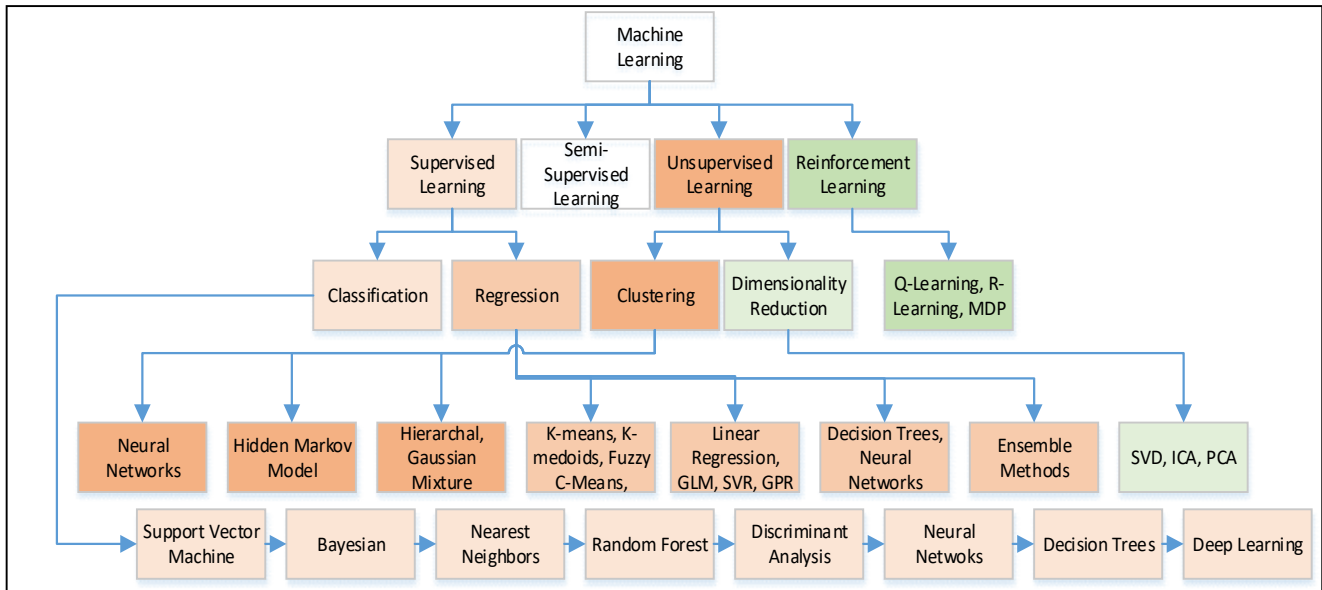 Machine
Learning
Supervised
Learning
Semi-
Supervised
Learning
Unsupervised
Learning
Reinforcement
Learning
Classification
Regression
Clustering
Dimensionality
Reduction
Q-Learning, R-
Learning, MDP
Neural
Networks
Hidden Markov
Model
Hierarchal,
Gaussian
Mixture
K-means, K-
medoids, Fuzzy
C-Means,
Linear
Regression,
GLM, SVR, GPR
Decision Trees,
Neural
Networks
Ensemble
Methods
SVD, ICA, PCA
Support Vector
Machine
Bayesian
Nearest
Neighbors
Random Forest
Discriminant
Analysis
Neural
Netwoks
Decision Trees
Deep Learning